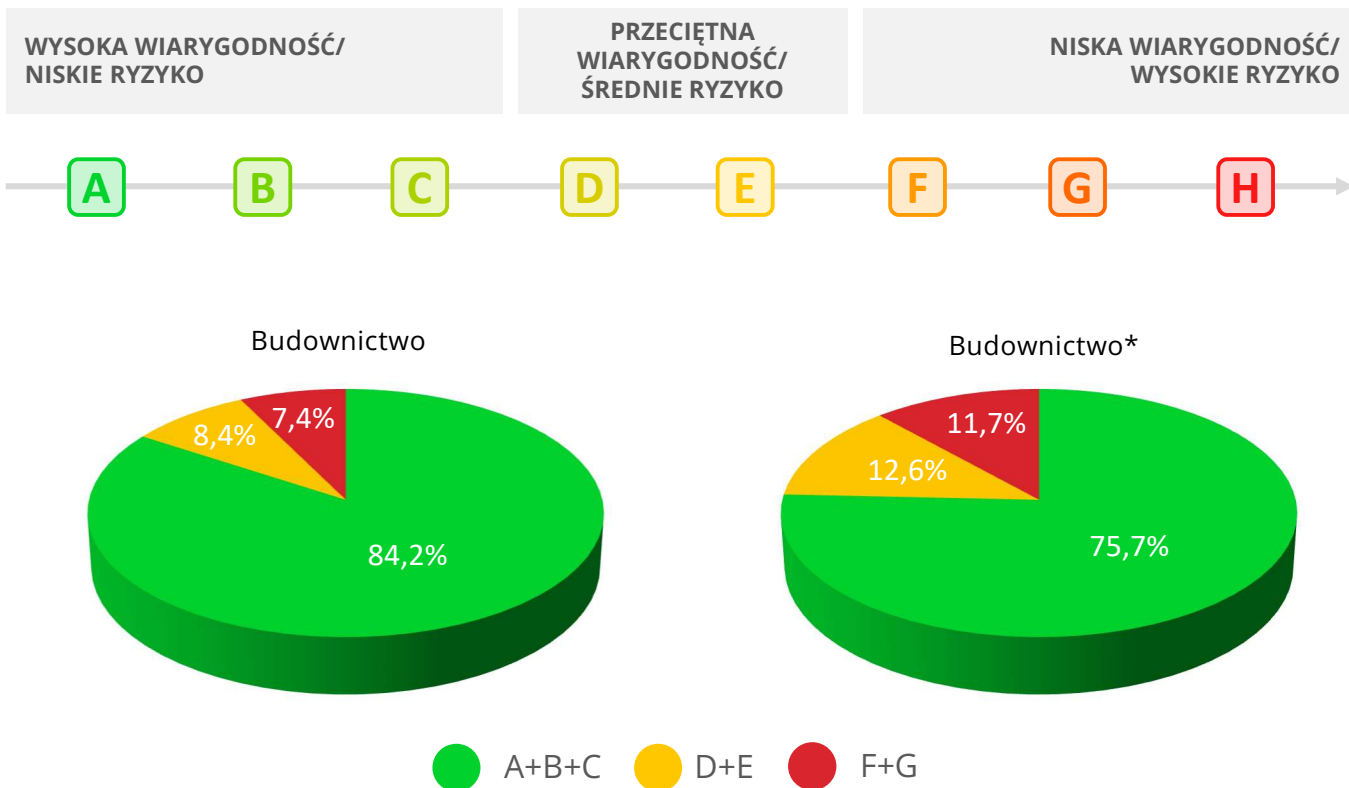 WYSOKA WIARYGODNOŚĆ/
NISKIE RYZYKO
PRZECIĘTNA
WIARYGODNOŚĆ/
ŚREDNIE RYZYKO
NISKA WIARYGODNOŚĆ/
WYSOKIE RYZYKO
A B C D E F G H
Budownictwo
7,4%
8,4%
84,2%
Budownictwo*
11,7%
12,6%
75,7%
A+B+C D+E F+G